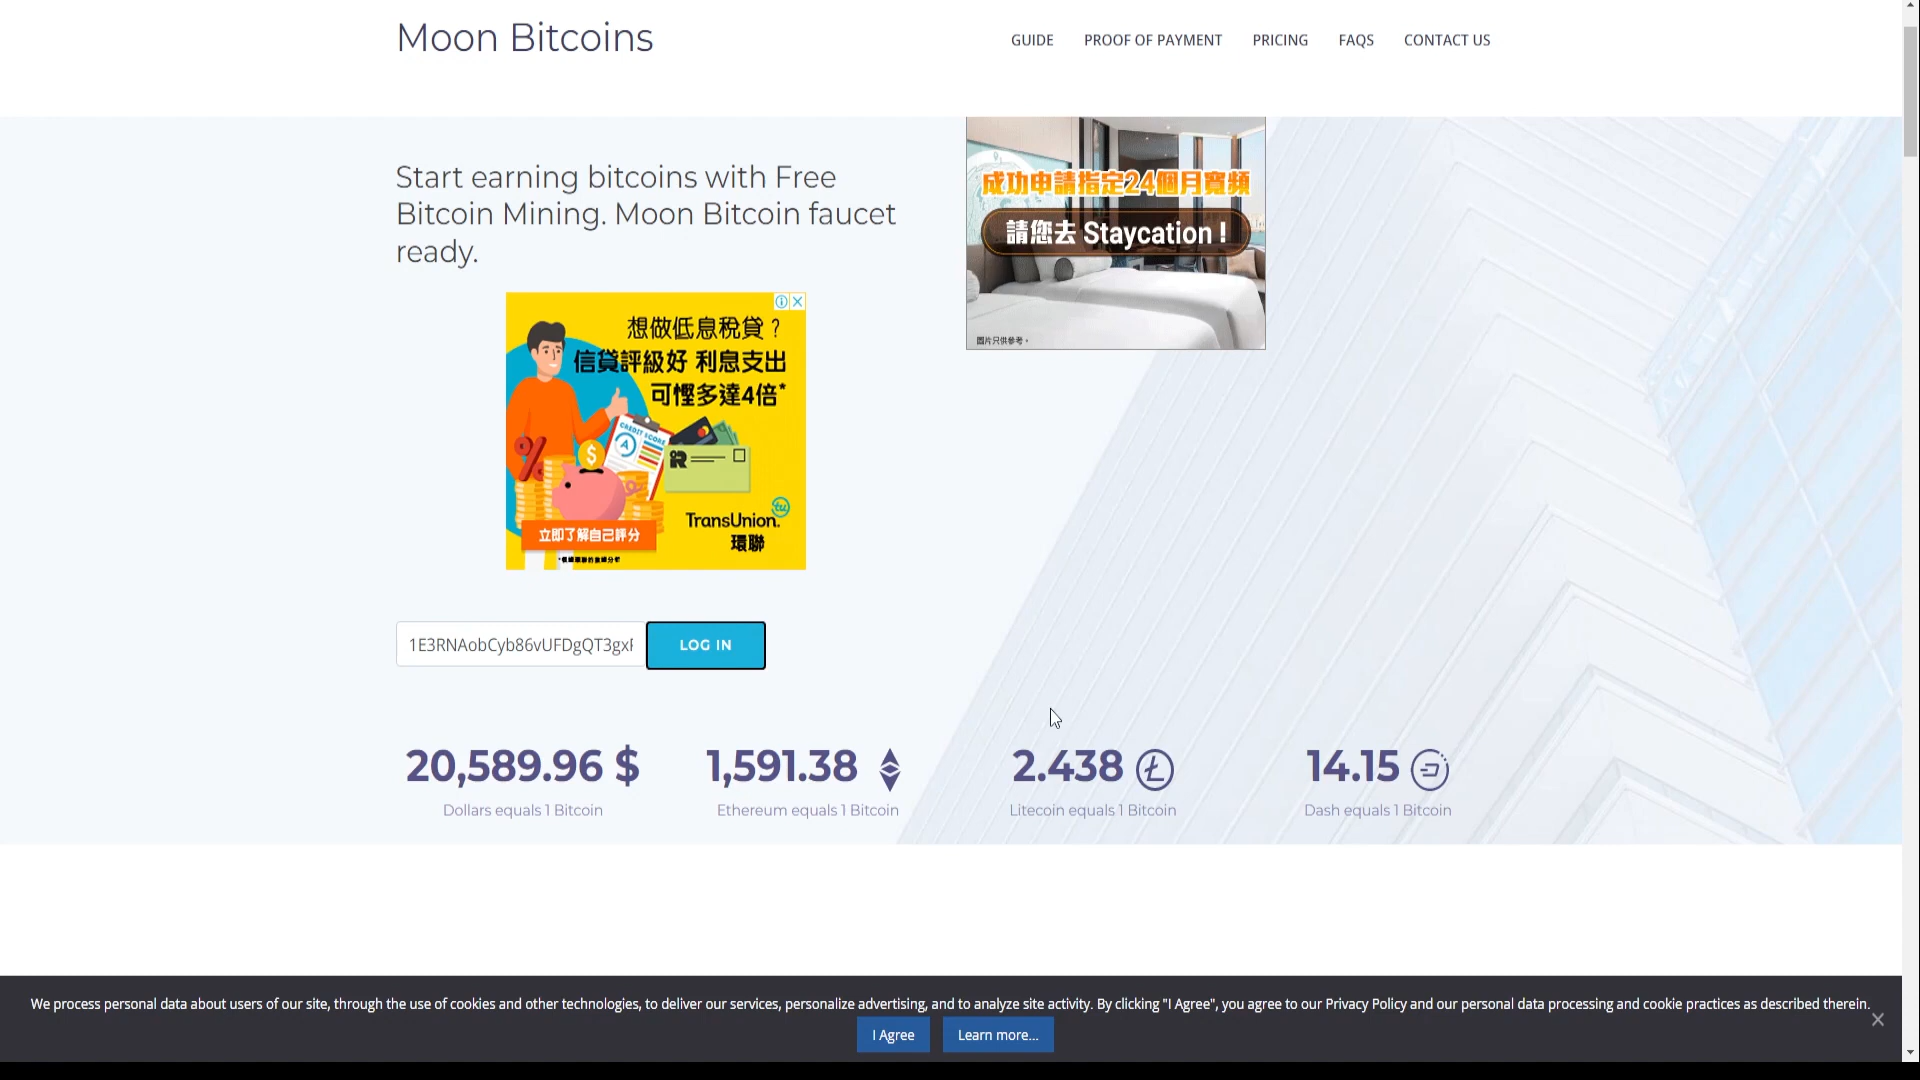 Moon Bitcoins
GUIDE
PROOF OF PAYMENT
PRICING
FAQS
CONTACT US
Start earning bitcoins with Free
Bitcoin Mining. Moon Bitcoin faucet
ready.
成功申請指定24個月寬頻
請您去 Staycation !
圖片只供參考。
想做低息稅貸？
信貸評級好 利息支出
可慳多達4倍*
CREDIT SCORE
A
TransUnion.
環聯
立即了解自己評分
1E3RNAobCyb86vUFDgQT3gxF
LOG IN
20,589.96 $
Dollars equals 1 Bitcoin
1,591.38
Ethereum equals 1 Bitcoin
2.438
Litecoin equals 1 Bitcoin
14.15
Dash equals 1 Bitcoin
We process personal data about users of our site, through the use of cookies and other technologies, to deliver our services, personalize advertising, and to analyze site activity. By clicking "I Agree", you agree to our Privacy Policy and our personal data processing and cookie practices as described therein.
I Agree
Learn more...